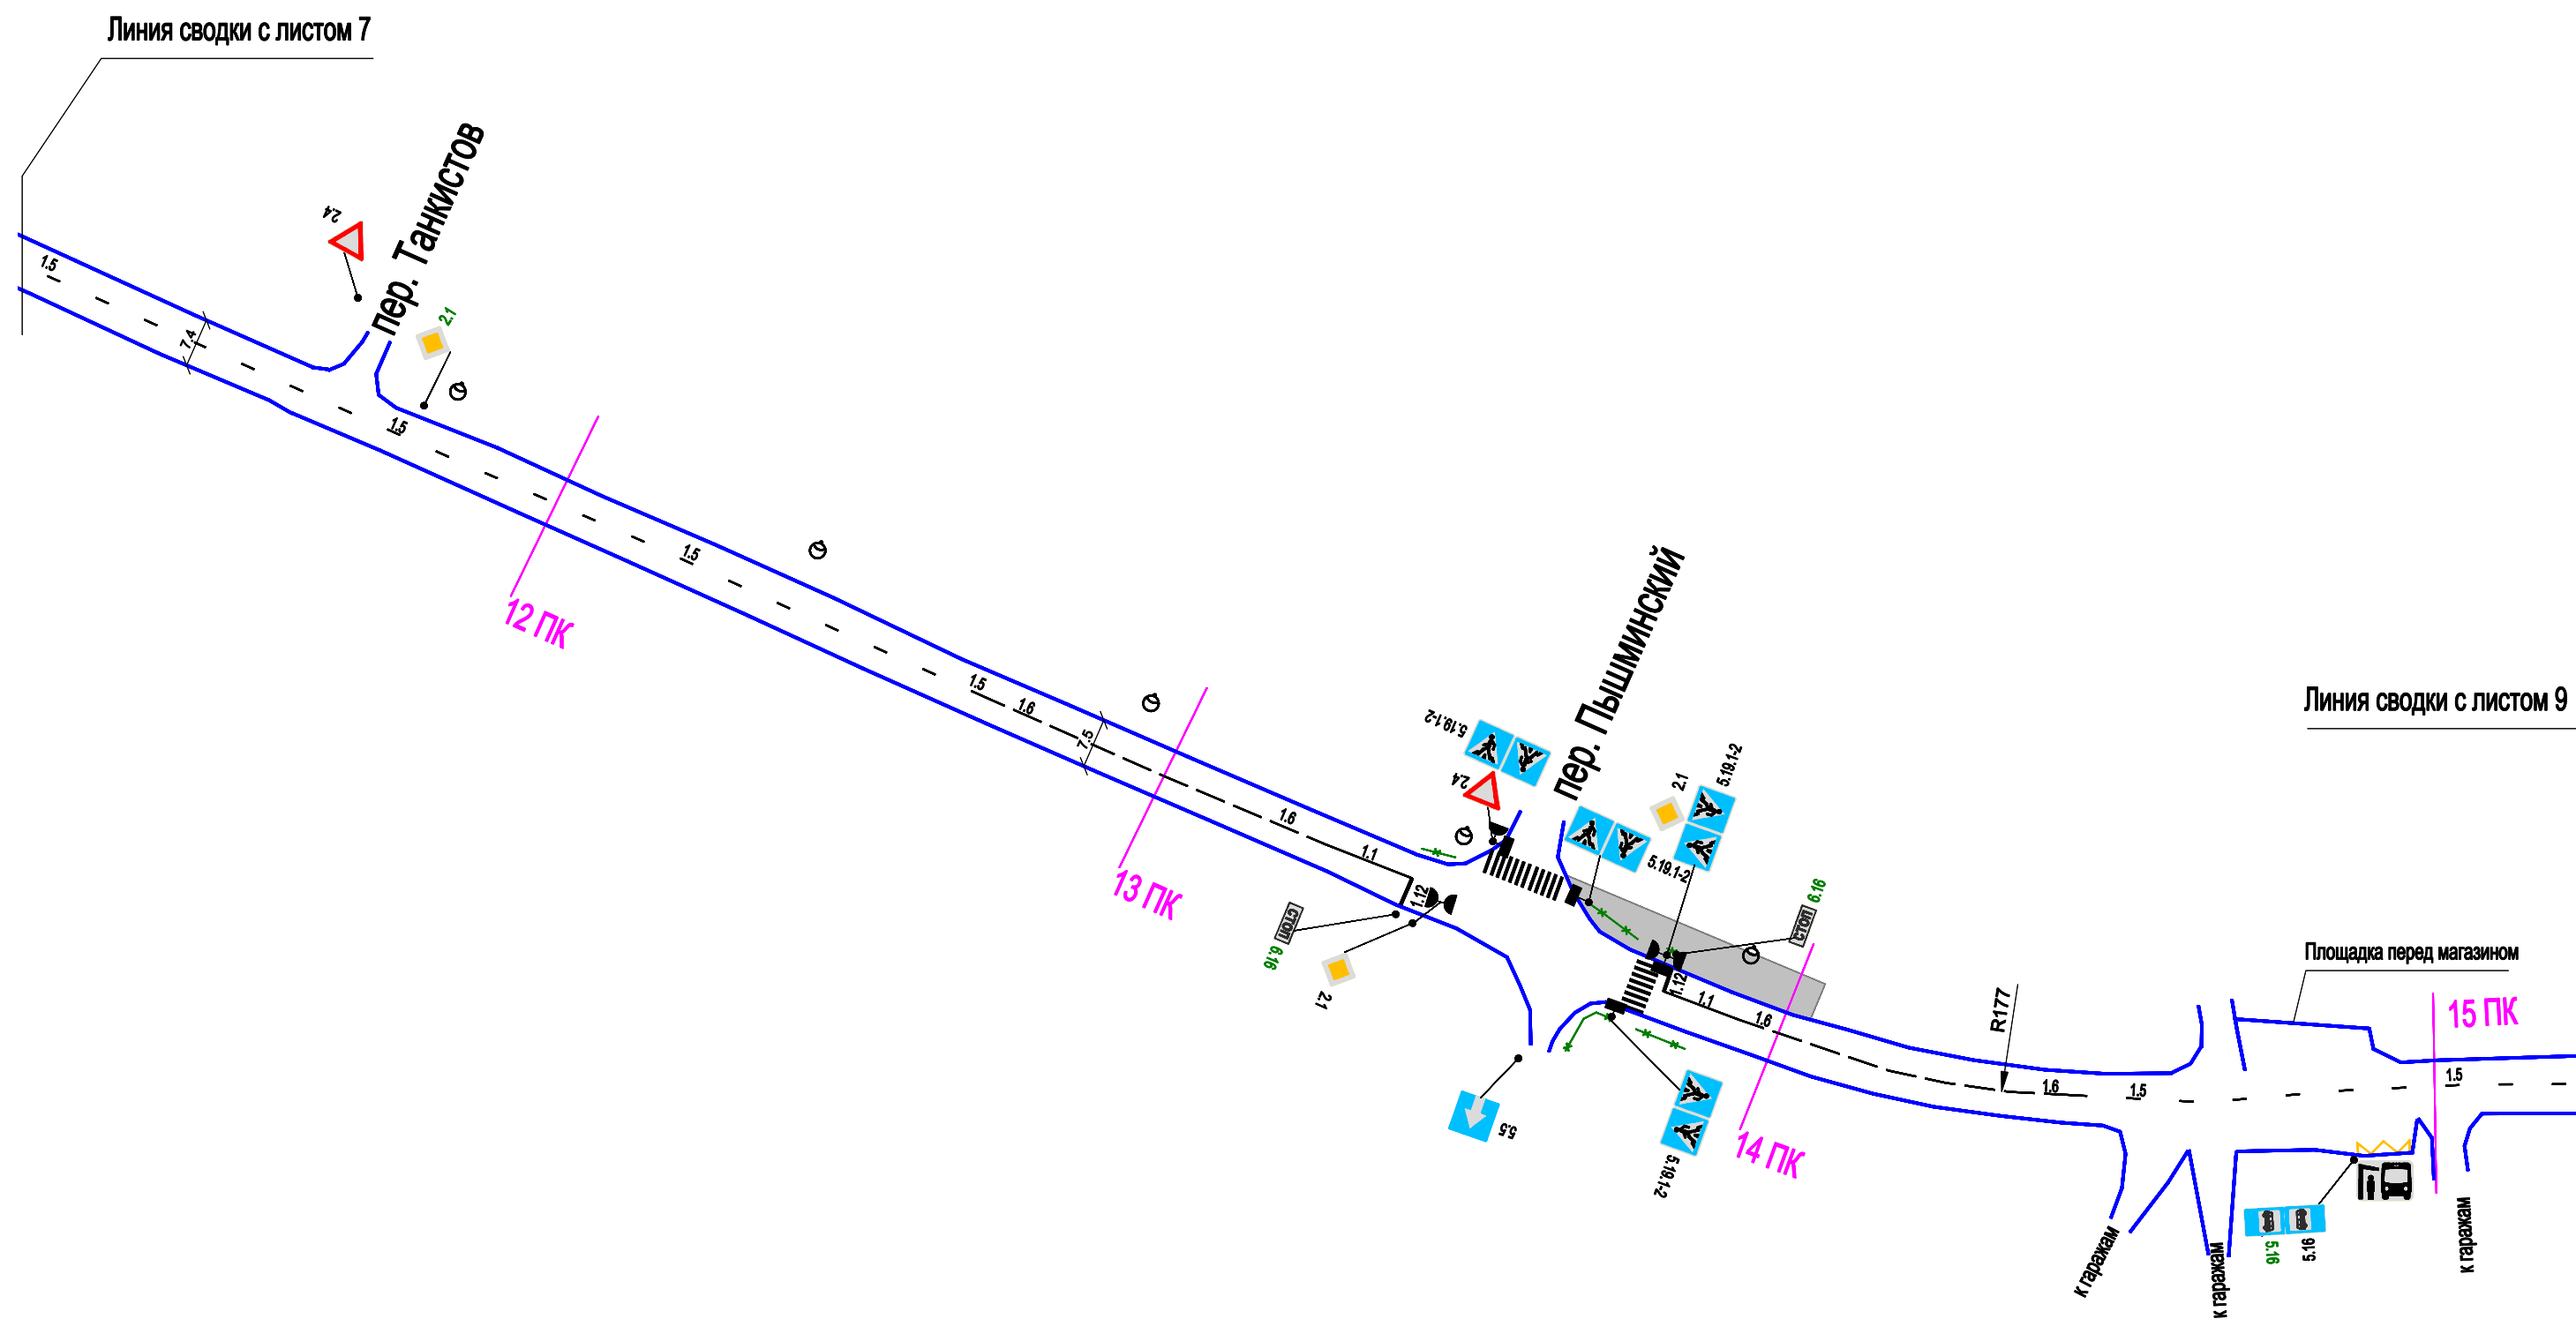 Линия сводки с листом 7
2.4
пер. Танкистов
2.1
1.5
7.4
1.5
12 ПК
1.5
1.5
1.6
7.5
13 ПК
1.6
1.1
1.12
стоп
6.16
2.1
5.19.1-2
2.4
пер. Пышминский
5.19.1-2
2.1
5.19.1-2
стоп
6.16
1.12
1.1
1.6
14 ПК
5.5
5.19.1-2
R177
1.6
1.5
Линия сводки с листом 9
Площадка перед магазином
15 ПК
1.5
к гаражам
к гаражам
5.16
5.16
к гаражам